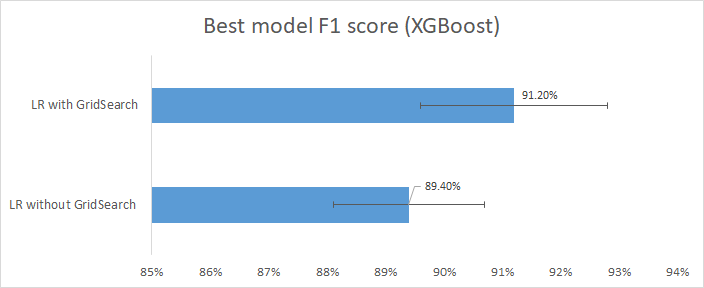 Best model F1 score (XGBoost)
LR with GridSearch
91.20%
LR without GridSearch
89.40%
85% 86% 87% 88% 89% 90% 91% 92% 93% 94%